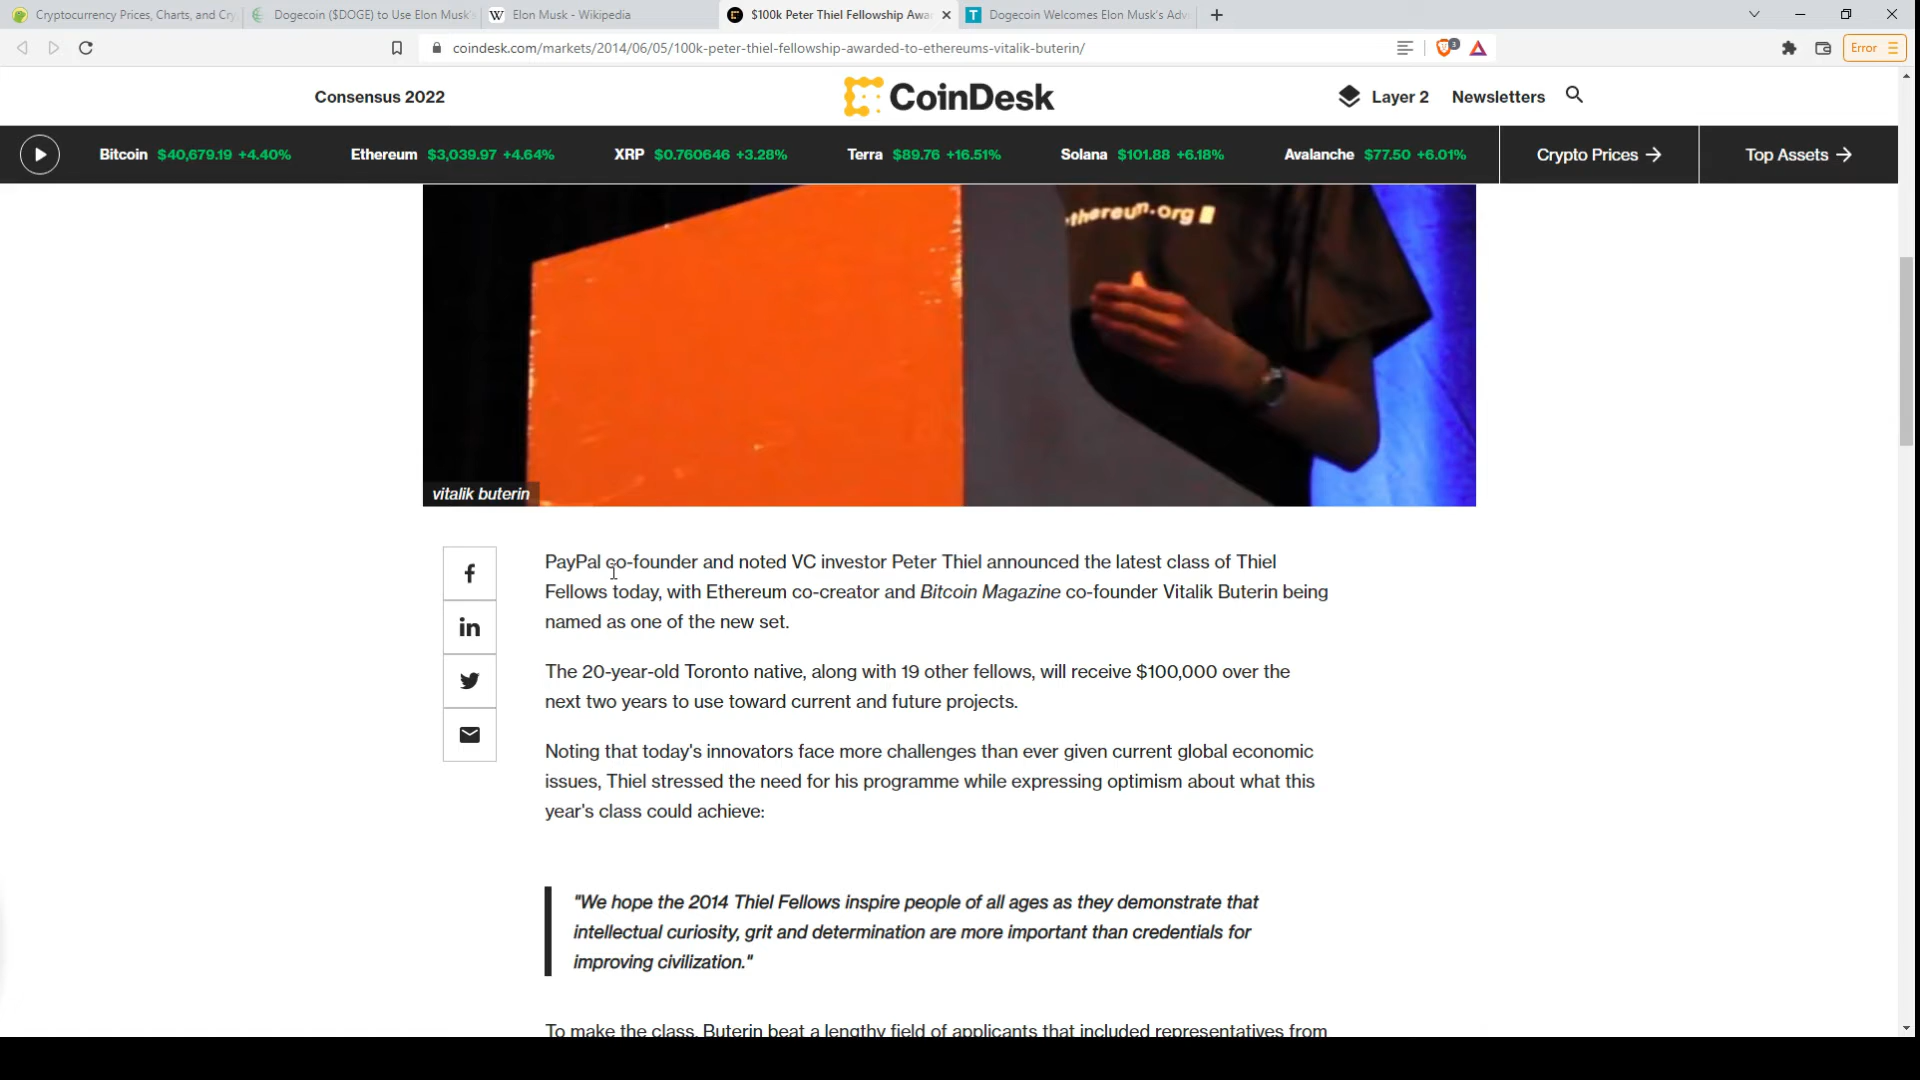 Cryptocurrency Prices, Charts, and Cry
Dogecoin ($DOGE) to Use Elon Musk's
W Elon Musk - Wikipedia
$100k Peter Thiel Fellowship Awa
T Dogecoin Welcomes Elon Musk's Adv
coindesk.com/markets/2014/06/05/100k-peter-thiel-fellowship-awarded-to-ethereums-vitalik-buterin/
3
Error
Consensus 2022
CoinDesk
Layer 2
Newsletters
Bitcoin $40,679.19 +4.40%
Ethereum $3,039.97 +4.64%
XRP $0.760646 +3.28%
Terra $89.76 +16.51%
Solana $101.88 +6.18%
Avalanche $77.50 +6.01%
Crypto Prices
Top Assets
ethereum.org
vitalik buterin
PayPal co-founder and noted VC investor Peter Thiel announced the latest class of Thiel
Fellows today, with Ethereum co-creator and Bitcoin Magazine co-founder Vitalik Buterin being
named as one of the new set.
The 20-year-old Toronto native, along with 19 other fellows, will receive $100,000 over the
next two years to use toward current and future projects.
Noting that today's innovators face more challenges than ever given current global economic
issues, Thiel stressed the need for his programme while expressing optimism about what this
year's class could achieve:
"We hope the 2014 Thiel Fellows inspire people of all ages as they demonstrate that
intellectual curiosity, grit and determination are more important than credentials for
improving civilization."
To make the class, Buterin beat a lengthy field of applicants that included representatives from